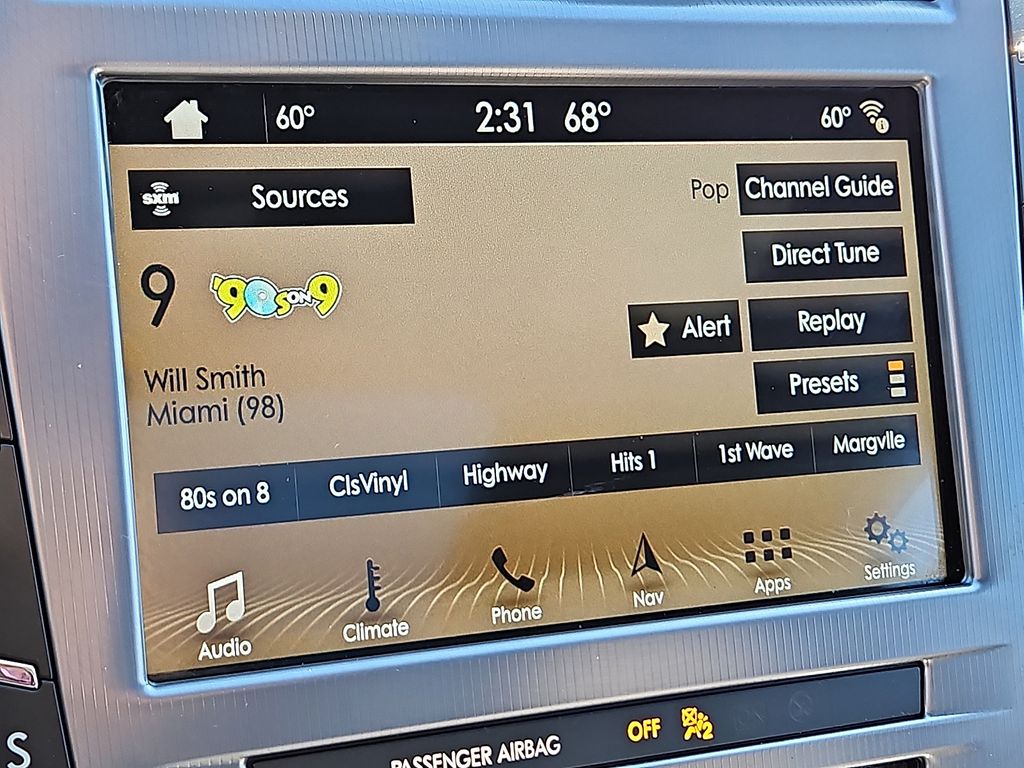 60° 2:31 68° 60°
sxm Sources
Pop Channel Guide
Direct Tune
9 '90s ON 9
Alert Replay
Presets
Will Smith
Miami (98)
80s on 8 ClsVinyl Highway Hits 1 1st Wave Margvlle
Audio Climate Phone Nav Apps Settings
S
PASSENGER AIRBAG OFF 2